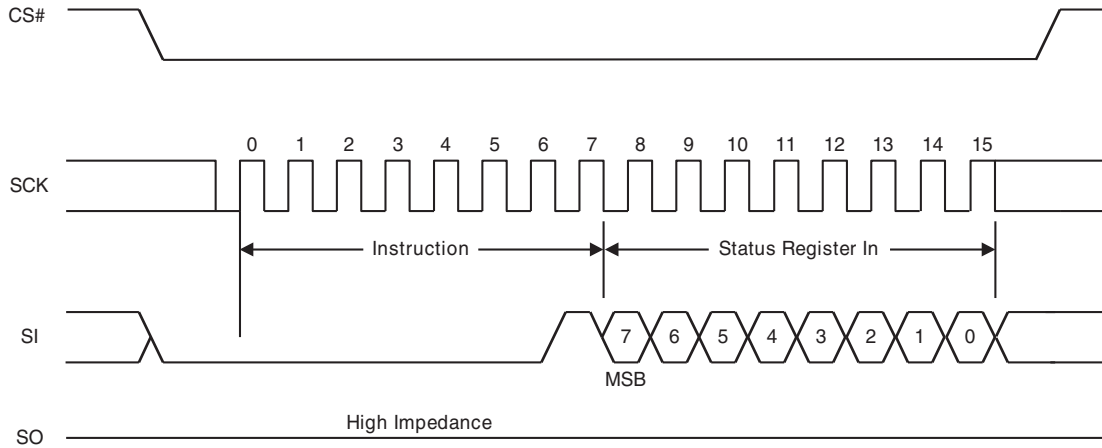 CS#
0 1 2 3 4 5 6 7 8 9 10 11 12 13 14 15
SCK
Instruction Status Register In
SI 7 6 5 4 3 2 1 0
MSB
High Impedance
SO